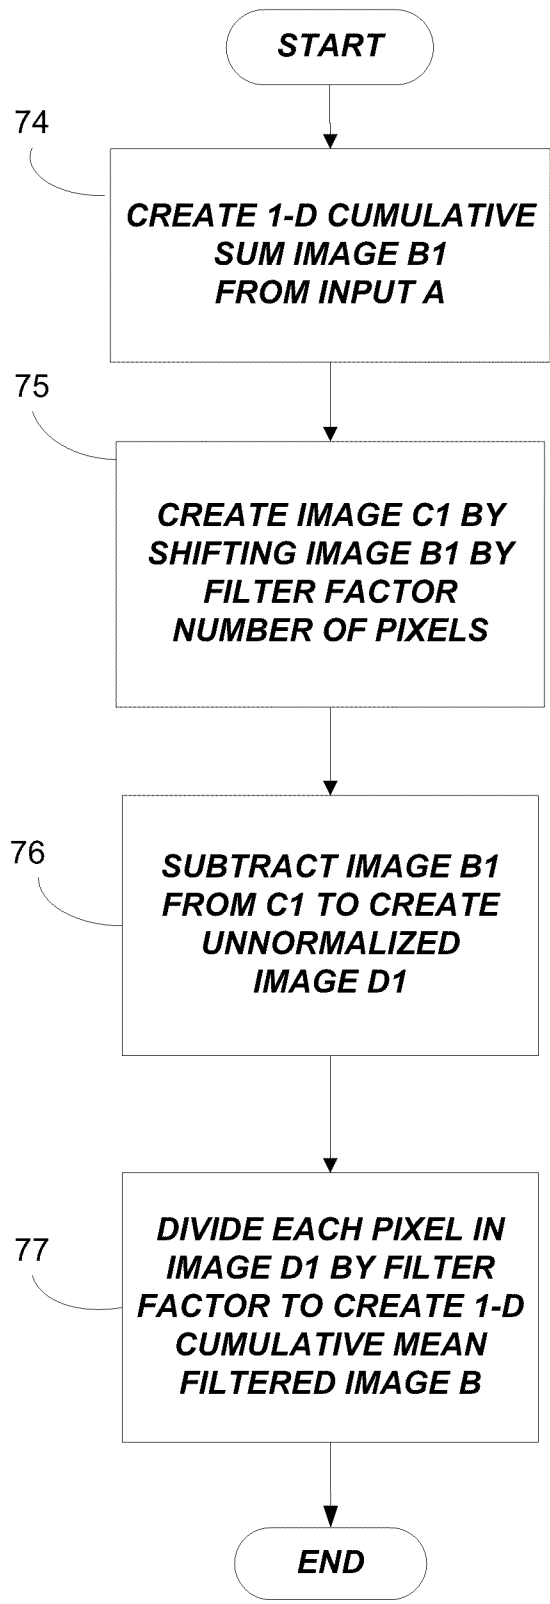 START
74
CREATE 1-D CUMULATIVE
SUM IMAGE B1
FROM INPUT A
75
CREATE IMAGE C1 BY
SHIFTING IMAGE B1 BY
FILTER FACTOR
NUMBER OF PIXELS
76
SUBTRACT IMAGE B1
FROM C1 TO CREATE
UNNORMALIZED
IMAGE D1
77
DIVIDE EACH PIXEL IN
IMAGE D1 BY FILTER
FACTOR TO CREATE 1-D
CUMULATIVE MEAN
FILTERED IMAGE B
END